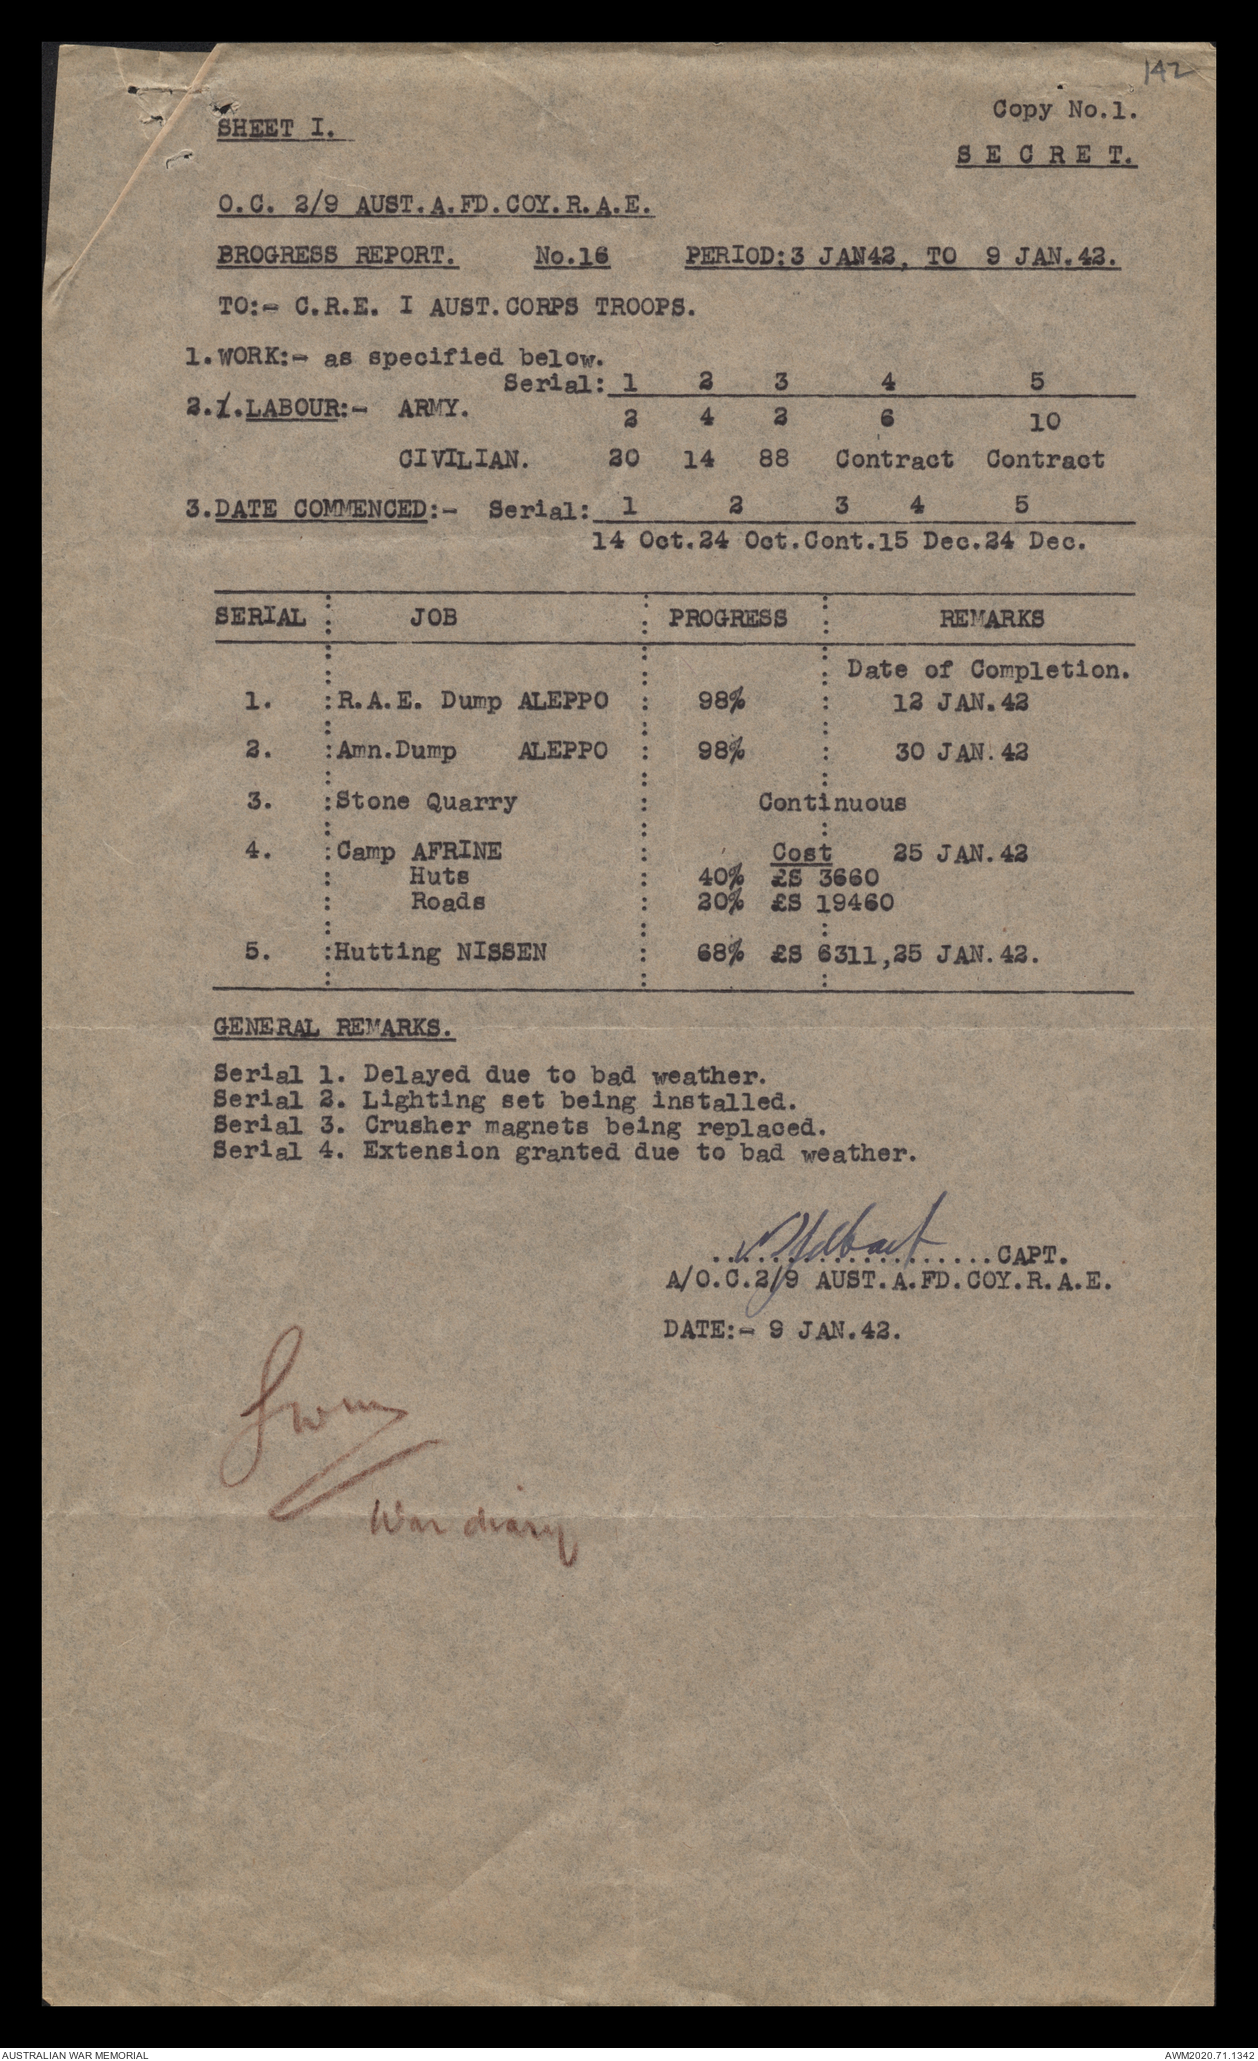 142
Copy No.1.
SHEET I.
S E C R E T.
O.C. 2/9 AUST.A.FD.COY.R.A.E.
BROGRESS REPORT. No.16 PERIOD:3 JAN42, TO 9 JAN.42.
TO:- C.R.E. I AUST.CORPS TROOPS.
1.WORK:- as specified below.
Serial: 1 2 3 4 5
2.1.LABOUR:- ARMY. 2 4 2 6 10
CIVILIAN. 20 14 88 Contract Contract
3.DATE COMMENCED:- Serial: 1 2 3 4 5
14 Oct.24 Oct.Cont.15 Dec.24 Dec.
SERIAL : JOB : PROGRESS : REMARKS
Date of Completion.
1. :R.A.E. Dump ALEPPO : 98% : 12 JAN.42
2. :Amn.Dump ALEPPO : 98% : 30 JAN.42
3. :Stone Quarry : Continuous
4. :Camp AFRINE : Cost 25 JAN.42
: Huts : 40% £S 3660
: Roads : 20% £S 19460
5. :Hutting NISSEN : 68% £S 6311,25 JAN.42.
GENERAL REMARKS.
Serial 1. Delayed due to bad weather.
Serial 2. Lighting set being installed.
Serial 3. Crusher magnets being replaced.
Serial 4. Extension granted due to bad weather.
...................CAPT.
A/O.C.2/9 AUST.A.FD.COY.R.A.E.
DATE:- 9 JAN.42.
War diary
AUSTRALIAN WAR MEMORIAL
AWM2020.71.1342